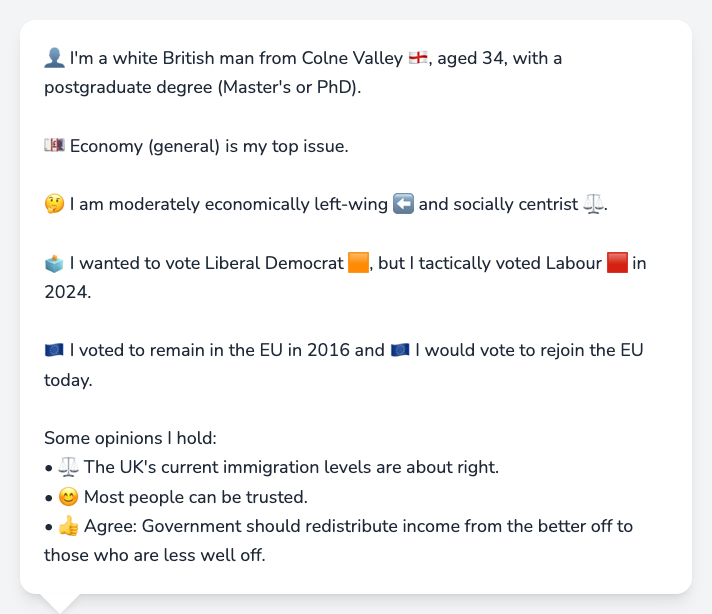 👤 I'm a white British man from Colne Valley 🏴󠁧󠁢󠁥󠁮󠁧󠁿, aged 34, with a
postgraduate degree (Master's or PhD).
💷 Economy (general) is my top issue.
🤔 I am moderately economically left-wing ⬅️ and socially centrist ⚖️.
🗳️ I wanted to vote Liberal Democrat 🟧, but I tactically voted Labour 🟥 in
2024.
🇪🇺 I voted to remain in the EU in 2016 and 🇪🇺 I would vote to rejoin the EU
today.
Some opinions I hold:
• ⚖️ The UK's current immigration levels are about right.
• 😊 Most people can be trusted.
• 👍 Agree: Government should redistribute income from the better off to
those who are less well off.